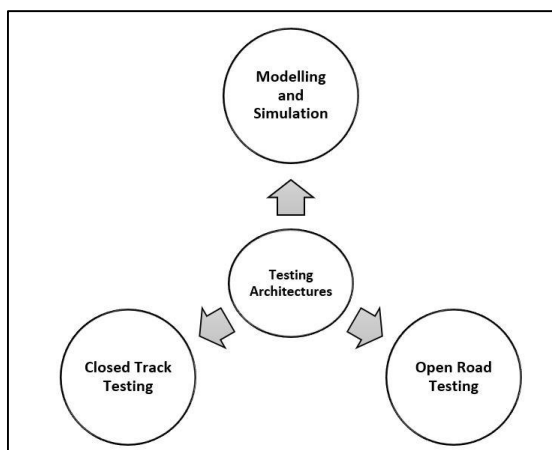 Modelling
and
Simulation
Testing
Architectures
Closed Track
Testing
Open Road
Testing